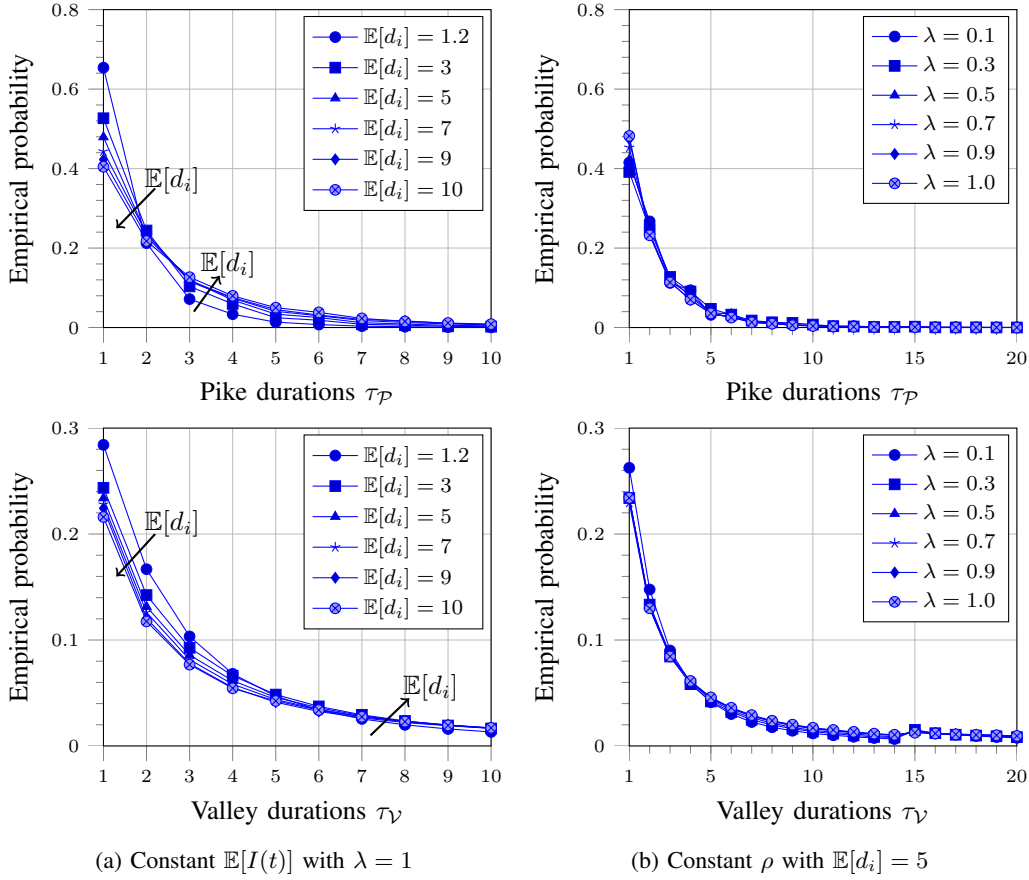 0.8
0.6
0.4
0.2
0
Empirical probability
𝔼[d_i] = 1.2
𝔼[d_i] = 3
𝔼[d_i] = 5
𝔼[d_i] = 7
𝔼[d_i] = 9
𝔼[d_i] = 10
𝔼[d_i]
𝔼[d_i]
1 2 3 4 5 6 7 8 9 10
Pike durations τ_𝒫
0.8
0.6
0.4
0.2
0
Empirical probability
λ = 0.1
λ = 0.3
λ = 0.5
λ = 0.7
λ = 0.9
λ = 1.0
1 5 10 15 20
Pike durations τ_𝒫
0.3
0.2
0.1
0
Empirical probability
𝔼[d_i] = 1.2
𝔼[d_i] = 3
𝔼[d_i] = 5
𝔼[d_i] = 7
𝔼[d_i] = 9
𝔼[d_i] = 10
𝔼[d_i]
𝔼[d_i]
1 2 3 4 5 6 7 8 9 10
Valley durations τ_𝒱
0.3
0.2
0.1
0
Empirical probability
λ = 0.1
λ = 0.3
λ = 0.5
λ = 0.7
λ = 0.9
λ = 1.0
1 5 10 15 20
Valley durations τ_𝒱
(a) Constant 𝔼[I(t)] with λ = 1
(b) Constant ρ with 𝔼[d_i] = 5